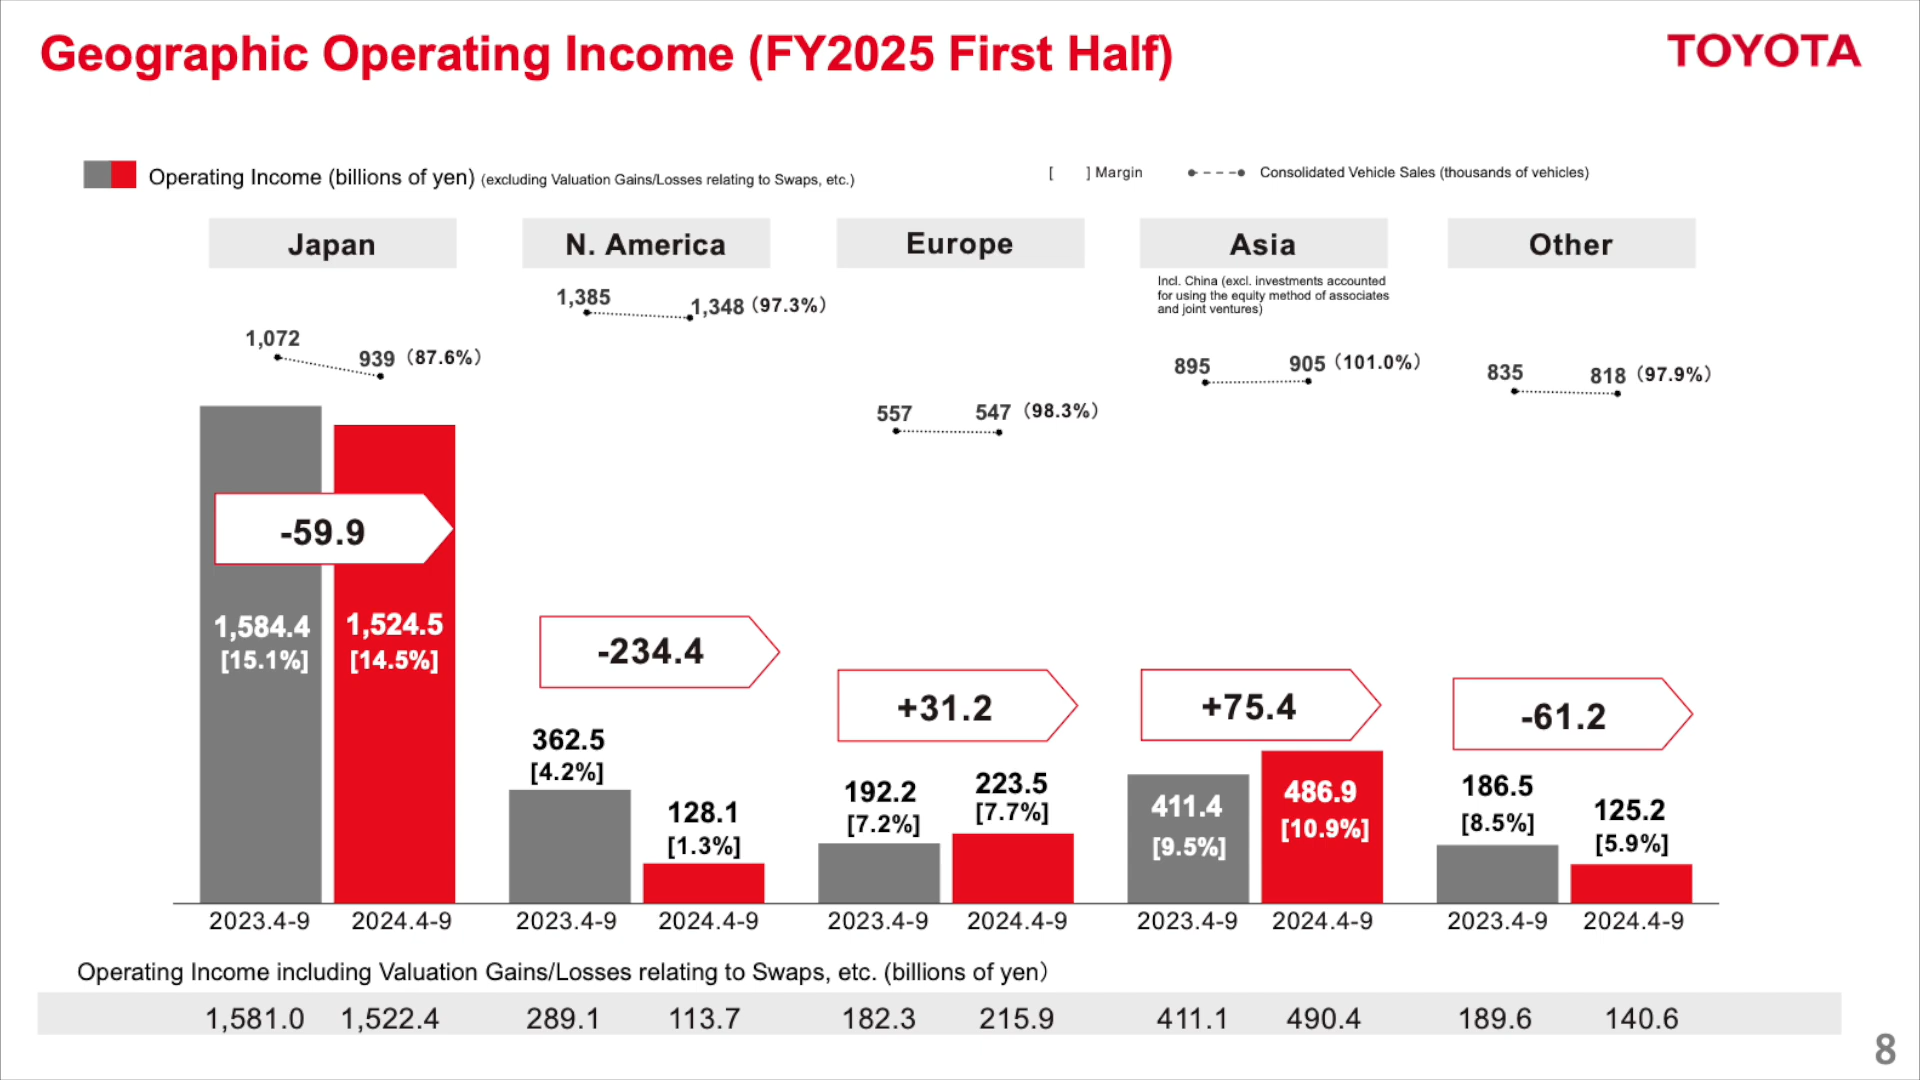 Geographic Operating Income (FY2025 First Half)
TOYOTA
Operating Income (billions of yen) (excluding Valuation Gains/Losses relating to Swaps, etc.)
[ ] Margin
Consolidated Vehicle Sales (thousands of vehicles)
Japan
N. America
Europe
Asia
Other
Incl. China (excl. investments accounted
for using the equity method of associates
and joint ventures)
1,072
939 (87.6%)
1,385
1,348 (97.3%)
557
547 (98.3%)
895
905 (101.0%)
835
818 (97.9%)
-59.9
-234.4
+31.2
+75.4
-61.2
1,584.4
[15.1%]
1,524.5
[14.5%]
362.5
[4.2%]
128.1
[1.3%]
192.2
[7.2%]
223.5
[7.7%]
411.4
[9.5%]
486.9
[10.9%]
186.5
[8.5%]
125.2
[5.9%]
2023.4-9 2024.4-9 2023.4-9 2024.4-9 2023.4-9 2024.4-9 2023.4-9 2024.4-9 2023.4-9 2024.4-9
Operating Income including Valuation Gains/Losses relating to Swaps, etc. (billions of yen)
1,581.0 1,522.4 289.1 113.7 182.3 215.9 411.1 490.4 189.6 140.6
8